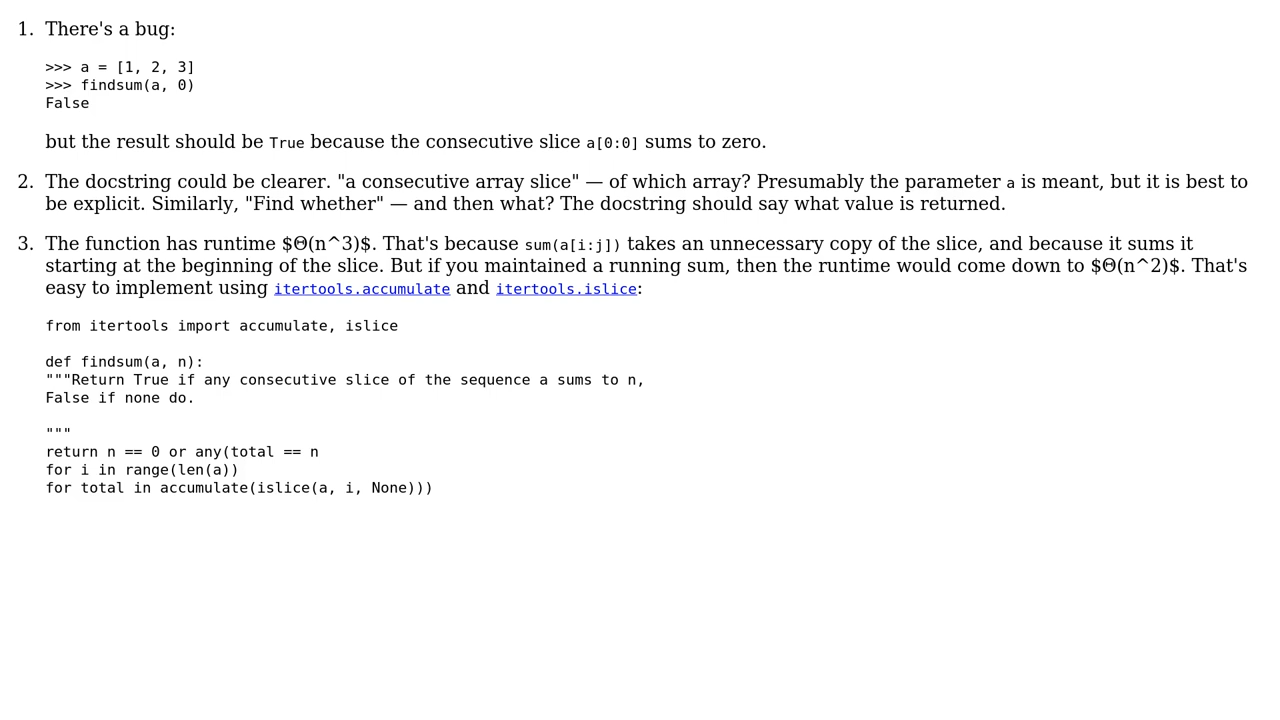 1. There's a bug:
>>> a = [1, 2, 3]
>>> findsum(a, 0)
False
but the result should be True because the consecutive slice a[0:0] sums to zero.
2. The docstring could be clearer. "a consecutive array slice" — of which array? Presumably the parameter a is meant, but it is best to
be explicit. Similarly, "Find whether" — and then what? The docstring should say what value is returned.
3. The function has runtime $Θ(n^3)$. That's because sum(a[i:j]) takes an unnecessary copy of the slice, and because it sums it
starting at the beginning of the slice. But if you maintained a running sum, then the runtime would come down to $Θ(n^2)$. That's
easy to implement using itertools.accumulate and itertools.islice:
from itertools import accumulate, islice
def findsum(a, n):
"""Return True if any consecutive slice of the sequence a sums to n,
False if none do.
"""
return n == 0 or any(total == n
for i in range(len(a))
for total in accumulate(islice(a, i, None)))